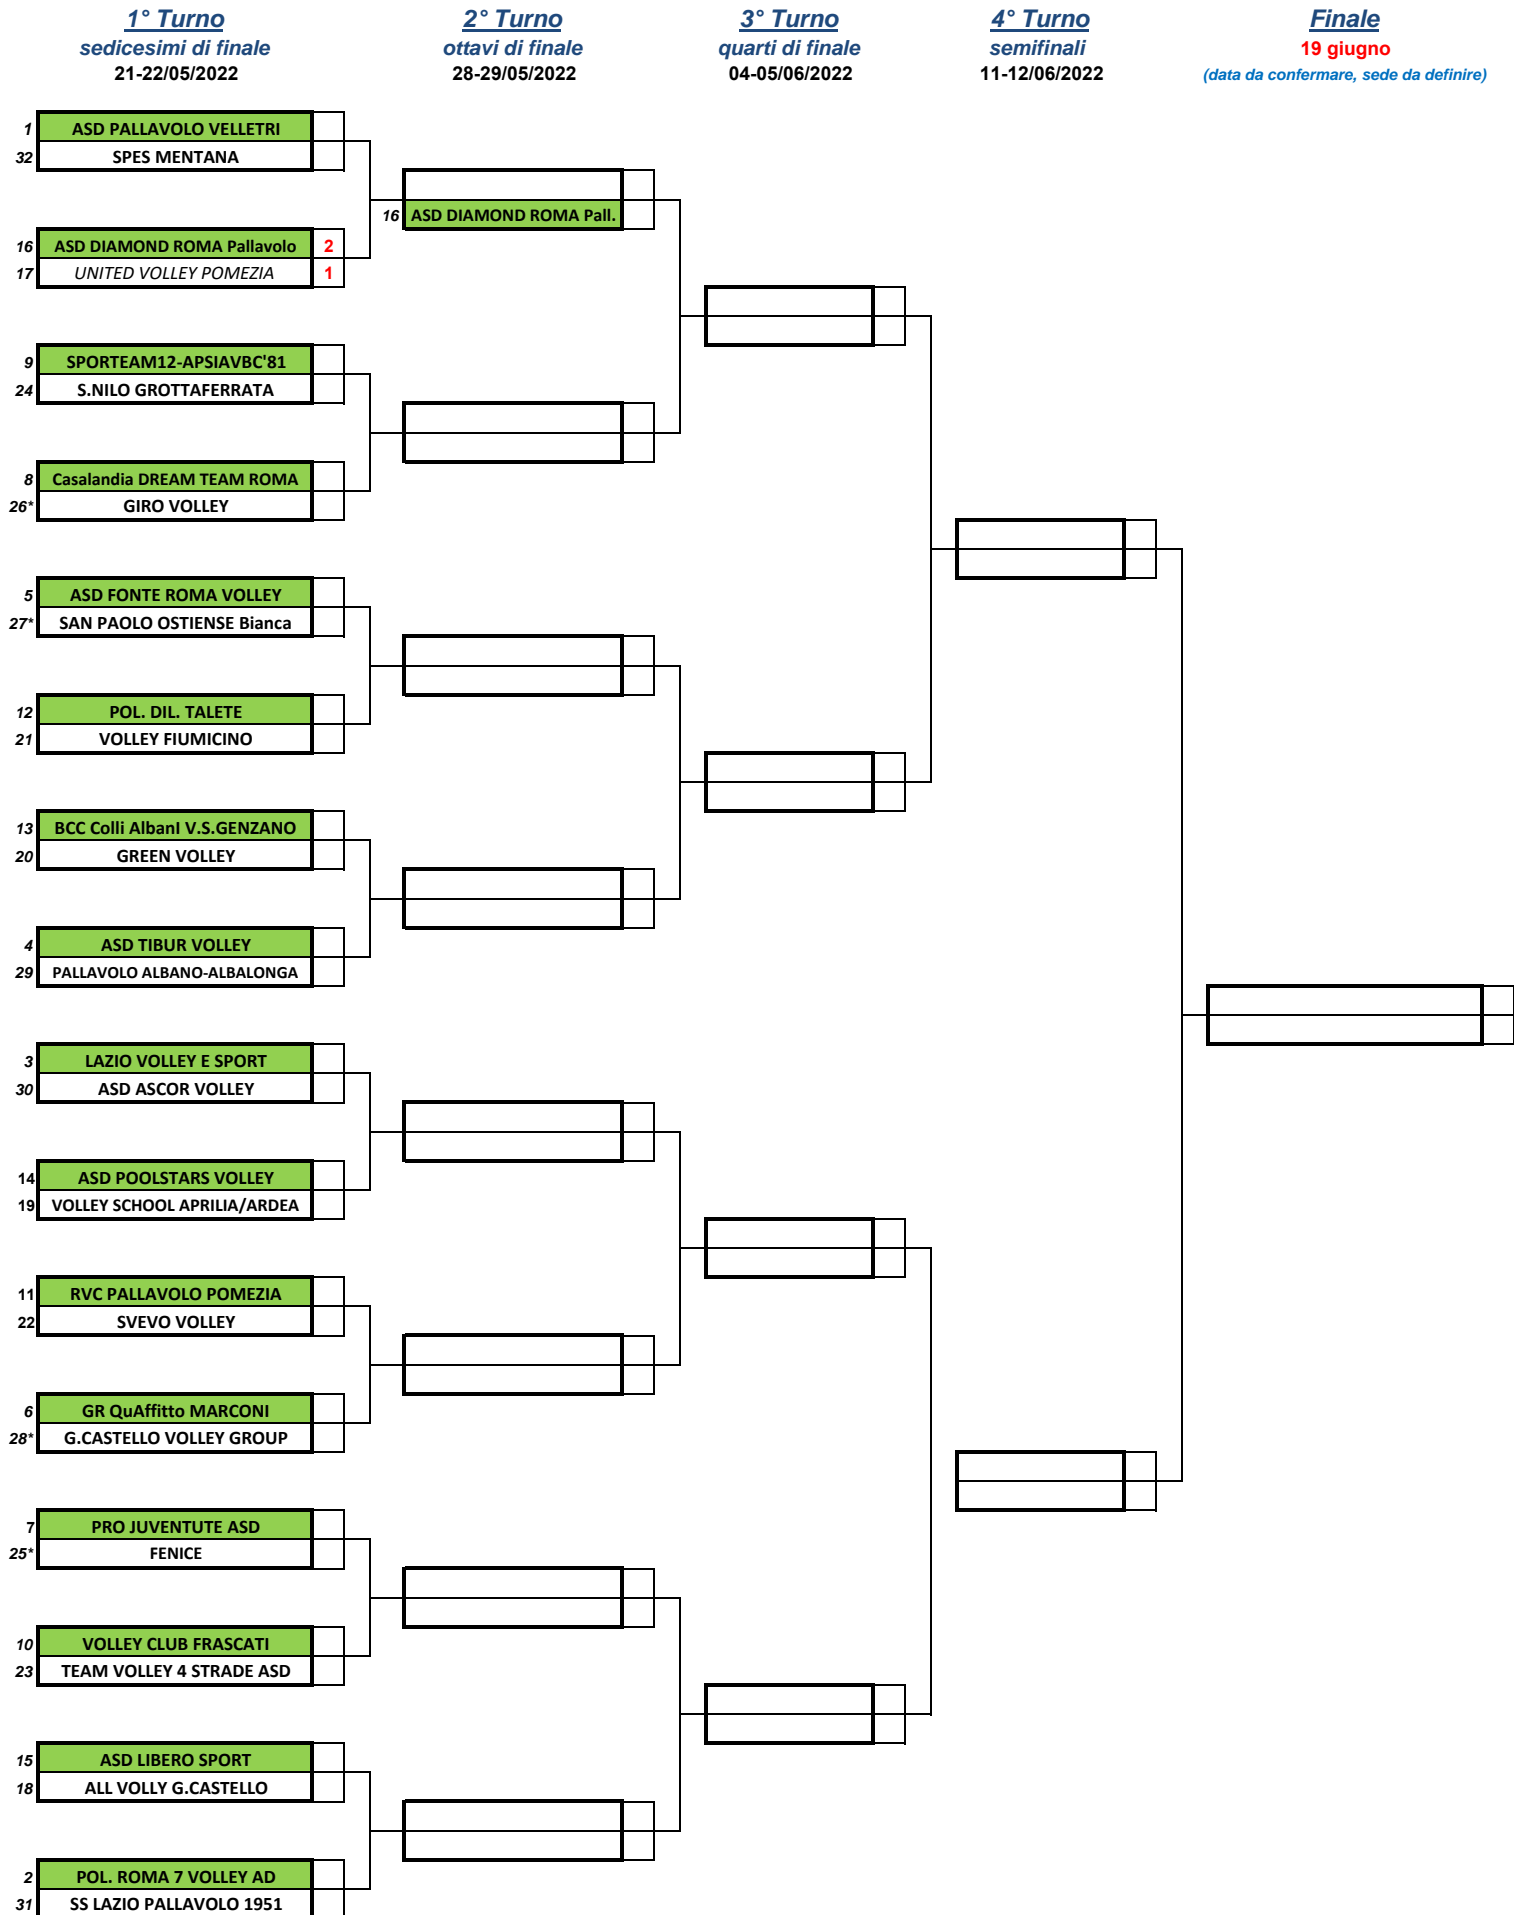 1° Turno 2° Turno 3° Turno 4° Turno Finale
sedicesimi di finale ottavi di finale quarti di finale semifinali 19 giugno
21-22/05/2022 28-29/05/2022 04-05/06/2022 11-12/06/2022 (data da confermare, sede da definire)
1 ASD PALLAVOLO VELLETRI
32 SPES MENTANA
16 ASD DIAMOND ROMA Pall.
16 ASD DIAMOND ROMA Pallavolo 2
17 UNITED VOLLEY POMEZIA 1
9 SPORTEAM12-APSIAVBC'81
24 S.NILO GROTTAFERRATA
8 Casalandia DREAM TEAM ROMA
26* GIRO VOLLEY
5 ASD FONTE ROMA VOLLEY
27* SAN PAOLO OSTIENSE Bianca
12 POL. DIL. TALETE
21 VOLLEY FIUMICINO
13 BCC Colli AlbanI V.S.GENZANO
20 GREEN VOLLEY
4 ASD TIBUR VOLLEY
29 PALLAVOLO ALBANO-ALBALONGA
3 LAZIO VOLLEY E SPORT
30 ASD ASCOR VOLLEY
14 ASD POOLSTARS VOLLEY
19 VOLLEY SCHOOL APRILIA/ARDEA
11 RVC PALLAVOLO POMEZIA
22 SVEVO VOLLEY
6 GR QuAffitto MARCONI
28* G.CASTELLO VOLLEY GROUP
7 PRO JUVENTUTE ASD
25* FENICE
10 VOLLEY CLUB FRASCATI
23 TEAM VOLLEY 4 STRADE ASD
15 ASD LIBERO SPORT
18 ALL VOLLY G.CASTELLO
2 POL. ROMA 7 VOLLEY AD
31 SS LAZIO PALLAVOLO 1951